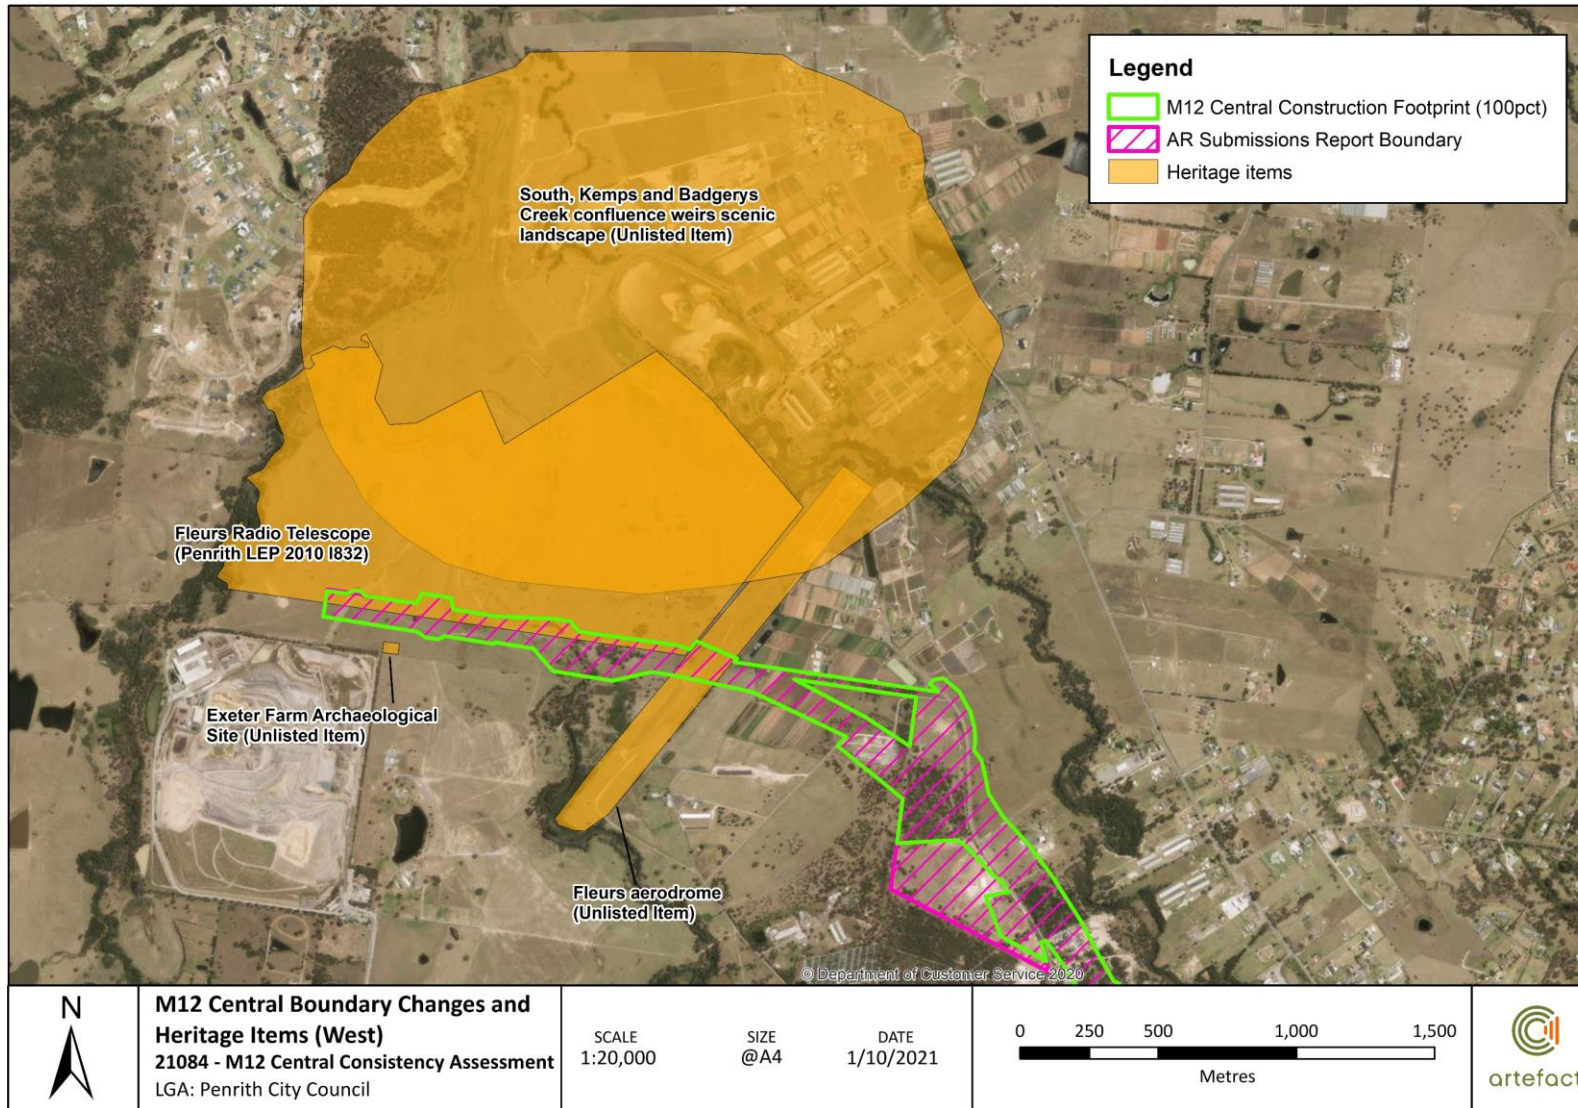 Legend
M12 Central Construction Footprint (100pct)
AR Submissions Report Boundary
Heritage items
South, Kemps and Badgerys
Creek confluence weirs scenic
landscape (Unlisted Item)
Fleurs Radio Telescope
(Penrith LEP 2010 I832)
Exeter Farm Archaeological
Site (Unlisted Item)
Fleurs aerodrome
(Unlisted Item)
© Department of Customer Service 2020
N
M12 Central Boundary Changes and
Heritage Items (West)
21084 - M12 Central Consistency Assessment
LGA: Penrith City Council
SCALE
1:20,000
SIZE
@A4
DATE
1/10/2021
0 250 500 1,000 1,500
Metres
artefact